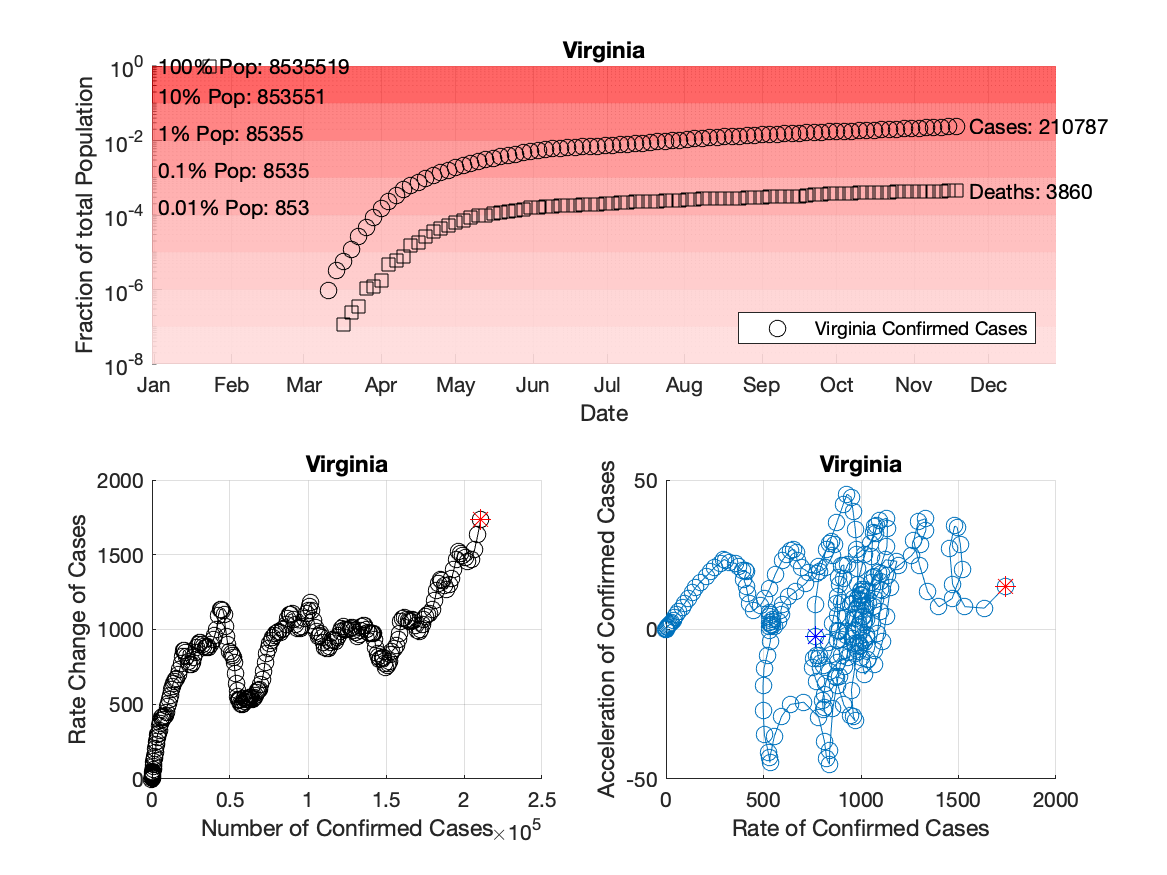 Virginia
Fraction of total Population
10^0
10^-2
10^-4
10^-6
10^-8
100% Pop: 8535519
10% Pop: 853551
1% Pop: 85355
0.1% Pop: 8535
0.01% Pop: 853
Cases: 210787
Deaths: 3860
Virginia Confirmed Cases
Jan Feb Mar Apr May Jun Jul Aug Sep Oct Nov Dec
Date
Virginia
Rate Change of Cases
2000
1500
1000
500
0
0 0.5 1 1.5 2 2.5
Number of Confirmed Cases ×10^5
Virginia
Acceleration of Confirmed Cases
50
0
-50
0 500 1000 1500 2000
Rate of Confirmed Cases